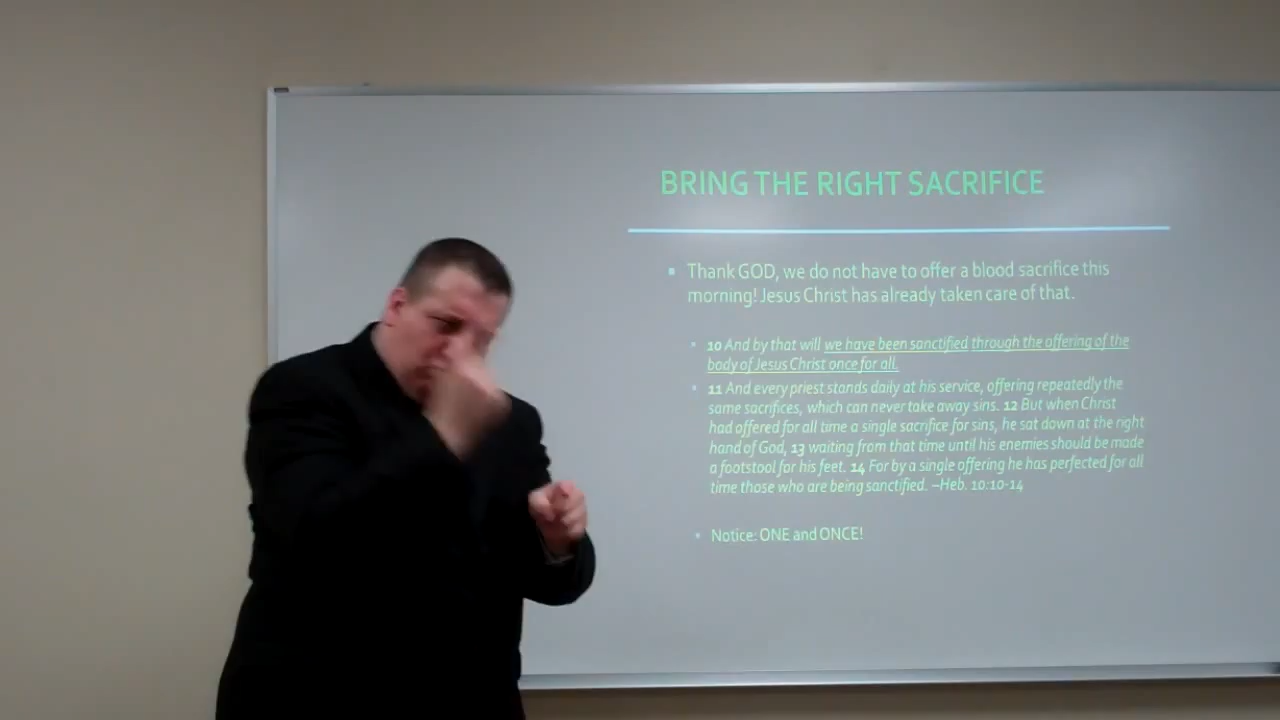 BRING THE RIGHT SACRIFICE
▪ Thank GOD, we do not have to offer a blood sacrifice this
morning! Jesus Christ has already taken care of that.
▪ 10 And by that will we have been sanctified through the offering of the
body of Jesus Christ once for all.
▪ 11 And every priest stands daily at his service, offering repeatedly the
same sacrifices, which can never take away sins. 12 But when Christ
had offered for all time a single sacrifice for sins, he sat down at the right
hand of God, 13 waiting from that time until his enemies should be made
a footstool for his feet. 14 For by a single offering he has perfected for all
time those who are being sanctified. –Heb. 10:10-14
▪ Notice: ONE and ONCE!